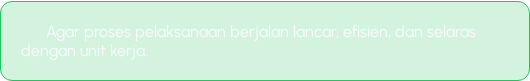 Agar proses pelaksanaan berjalan lancar, efisien, dan selaras
dengan unit kerja.